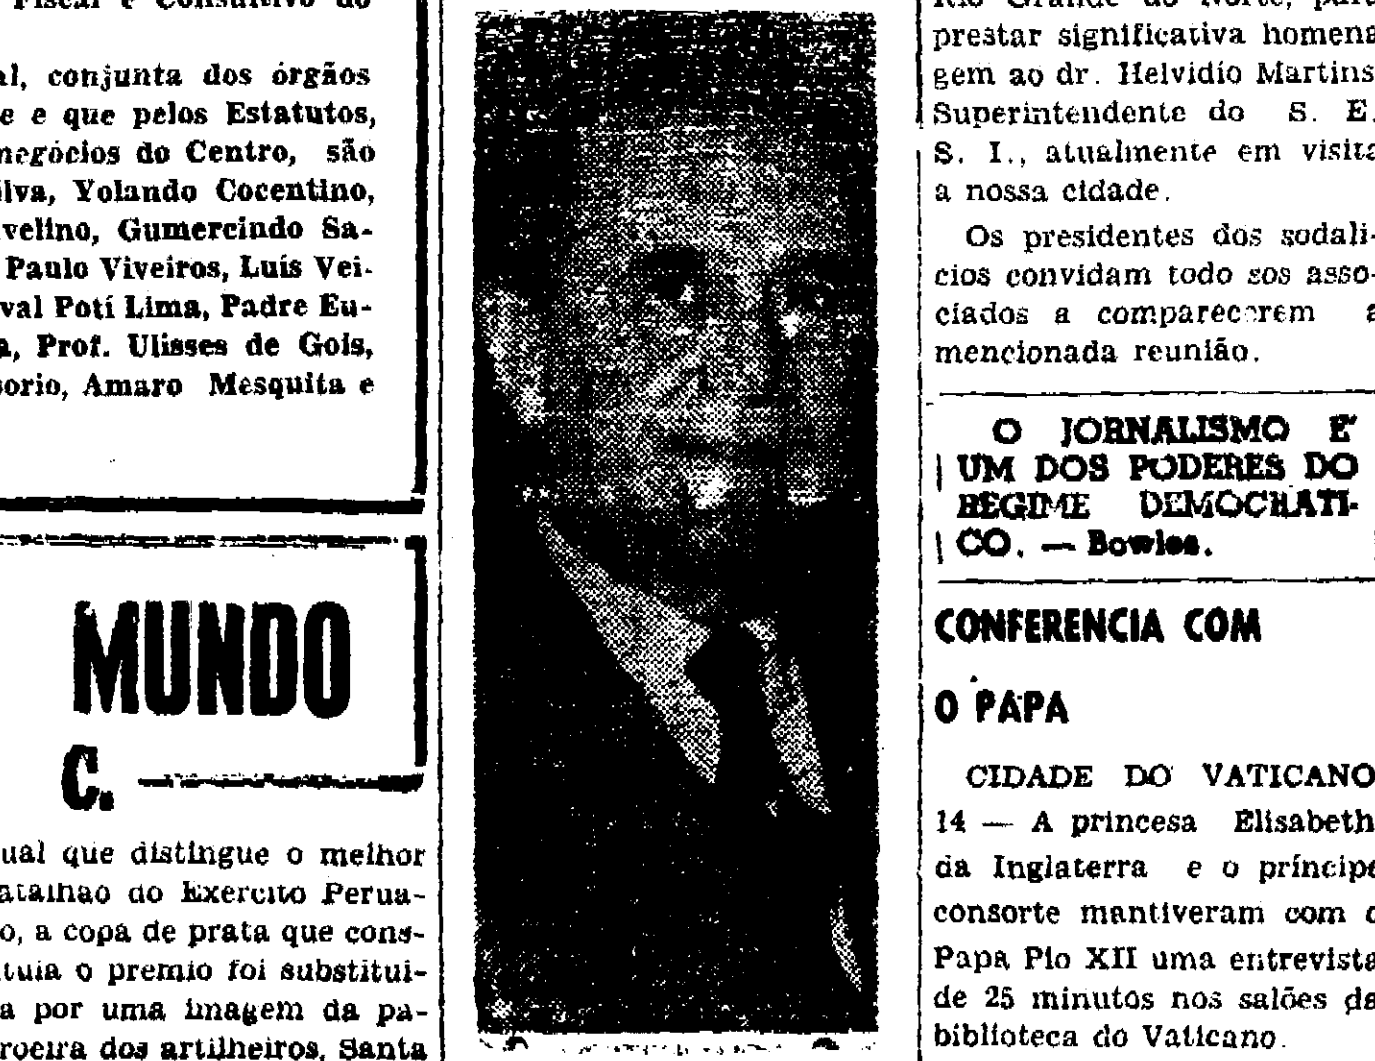 Fiscal e Consultivo do
al, conjunta dos órgãos
e e que pelos Estatutos,
negócios do Centro, são
ilva, Yolando Cocentino,
velino, Gumercindo Sa-
Paulo Viveiros, Luís Vei-
val Potí Lima, Padre Eu-
a, Prof. Ulisses de Gois,
sorio, Amaro Mesquita e
MUNDO
C.
ual que distingue o melhor
atalhao do Exercito Perua-
o, a copa de prata que cons-
tuia o premio foi substitui-
a por uma imagem da pa-
roeira dos artilheiros, Santa
Rio Grande do Norte, para
prestar significativa homena
gem ao dr. Helvidío Martins
Superintendente do S. E.
S. I., atualmente em visita
a nossa cidade.
Os presidentes dos sodali-
cios convidam todo sos asso-
ciados a comparecerem a
mencionada reunião.
O JORNALISMO E'
UM DOS PODERES DO
REGIME DEMOCRATI-
CO. — Bowles.
CONFERENCIA COM
O PAPA
CIDADE DO VATICANO
14 — A princesa Elisabeth
da Inglaterra e o príncipe
consorte mantiveram com o
Papa Pio XII uma entrevista
de 25 minutos nos salões da
biblioteca do Vaticano.